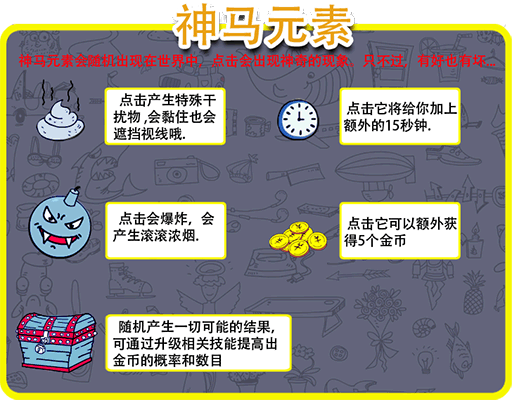 神马元素
神马元素会随机出现在世界中，点击会出现神奇的现象，只不过，有好也有坏...
点击产生特殊干
扰物,会黏住也会
遮挡视线哦.
点击它将给你加上
额外的15秒钟.
点击会爆炸，会
产生滚滚浓烟.
点击它可以额外获
得5个金币
随机产生一切可能的结果,
可通过升级相关技能提高出
金币的概率和数目